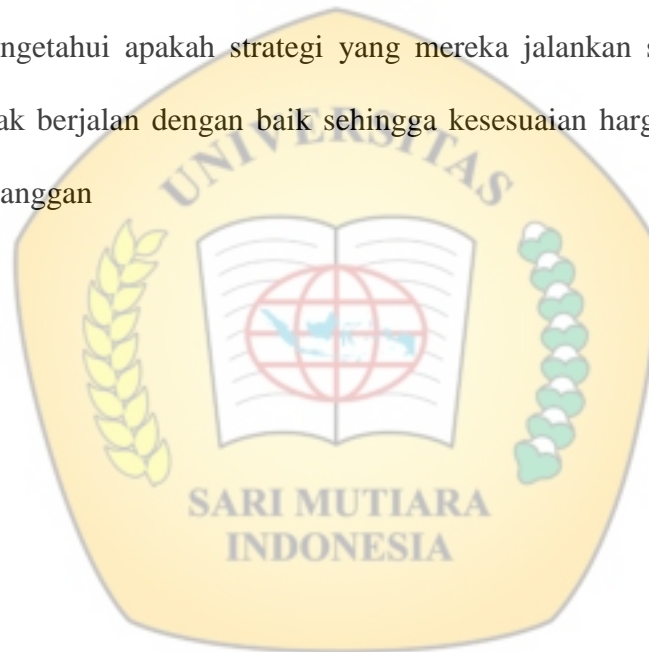 ngetahui apakah strategi yang mereka jalankan s
ak berjalan dengan baik sehingga kesesuaian harg
anggan
UNIVERSITAS
SARI MUTIARA
INDONESIA